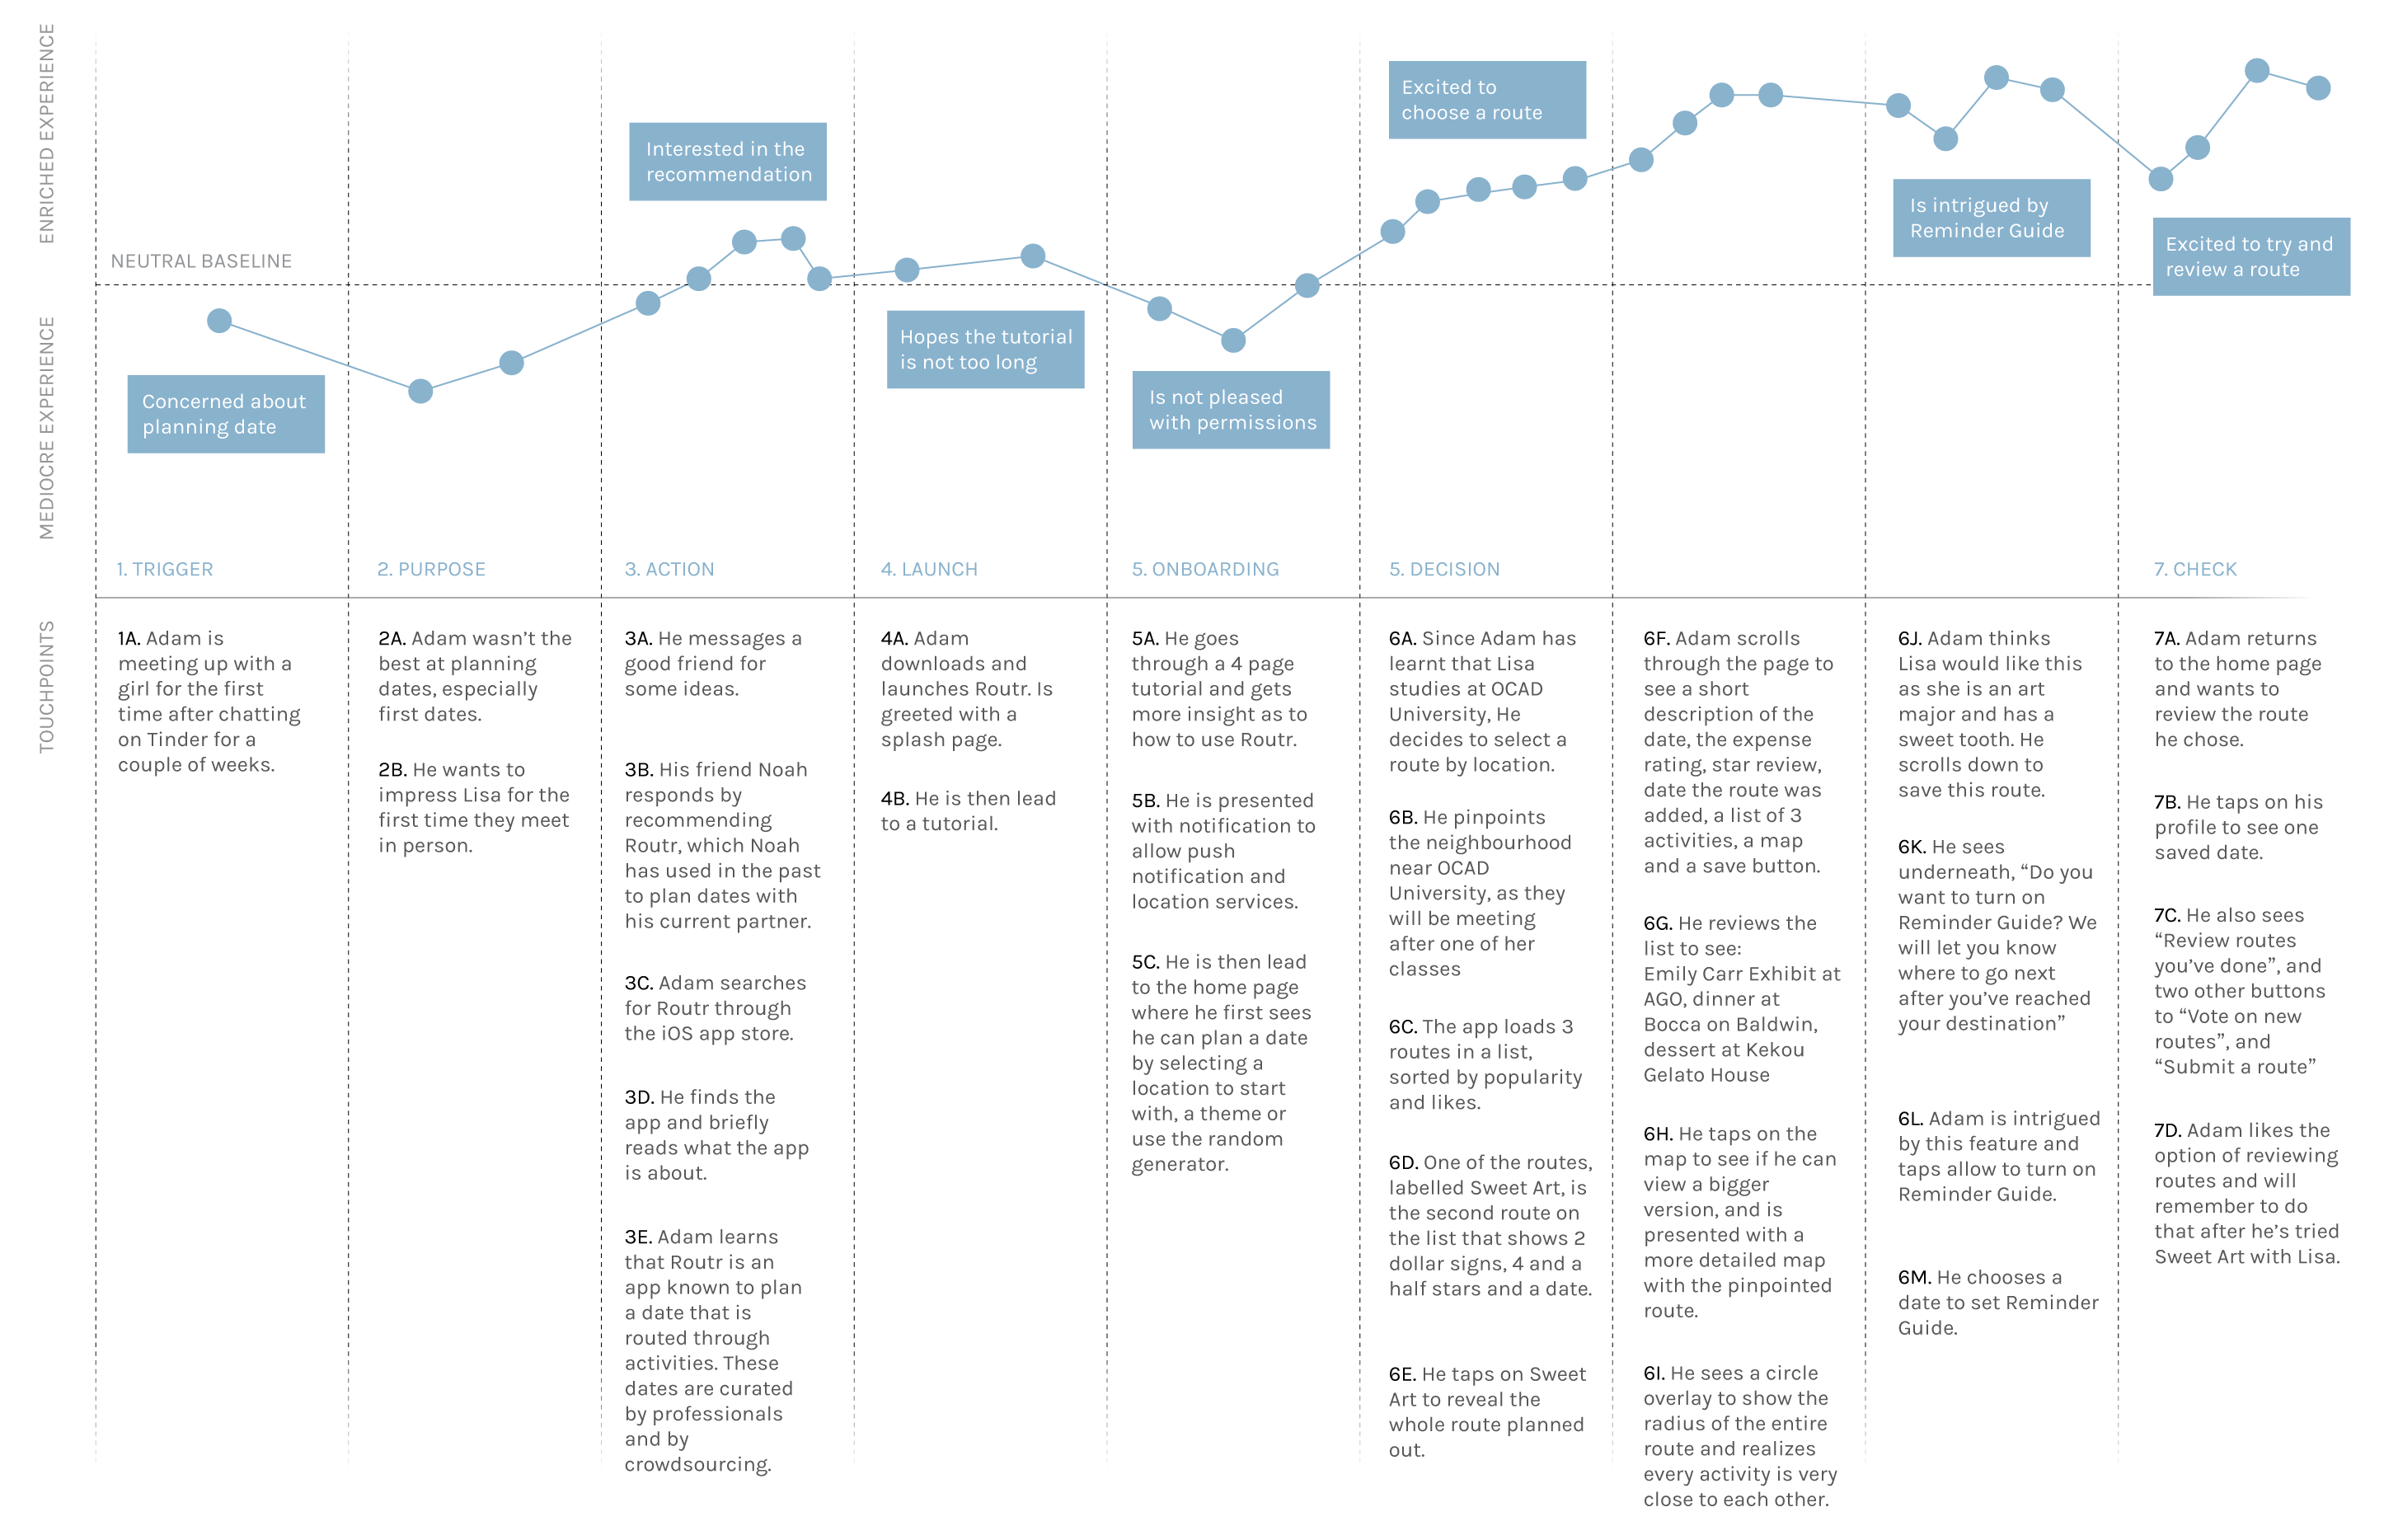 ENRICHED EXPERIENCE
MEDIOCRE EXPERIENCE
TOUCHPOINTS
NEUTRAL BASELINE
Concerned about
planning date
Interested in the
recommendation
Hopes the tutorial
is not too long
Is not pleased
with permissions
Excited to
choose a route
Is intrigued by
Reminder Guide
Excited to try and
review a route
1. TRIGGER
2. PURPOSE
3. ACTION
4. LAUNCH
5. ONBOARDING
5. DECISION
7. CHECK
1A. Adam is
meeting up with a
girl for the first
time after chatting
on Tinder for a
couple of weeks.
2A. Adam wasn’t the
best at planning
dates, especially
first dates.
2B. He wants to
impress Lisa for the
first time they meet
in person.
3A. He messages a
good friend for
some ideas.
3B. His friend Noah
responds by
recommending
Routr, which Noah
has used in the past
to plan dates with
his current partner.
3C. Adam searches
for Routr through
the iOS app store.
3D. He finds the
app and briefly
reads what the app
is about.
3E. Adam learns
that Routr is an
app known to plan
a date that is
routed through
activities. These
dates are curated
by professionals
and by
crowdsourcing.
4A. Adam
downloads and
launches Routr. Is
greeted with a
splash page.
4B. He is then lead
to a tutorial.
5A. He goes
through a 4 page
tutorial and gets
more insight as to
how to use Routr.
5B. He is presented
with notification to
allow push
notification and
location services.
5C. He is then lead
to the home page
where he first sees
he can plan a date
by selecting a
location to start
with, a theme or
use the random
generator.
6A. Since Adam has
learnt that Lisa
studies at OCAD
University, He
decides to select a
route by location.
6B. He pinpoints
the neighbourhood
near OCAD
University, as they
will be meeting
after one of her
classes
6C. The app loads 3
routes in a list,
sorted by popularity
and likes.
6D. One of the routes,
labelled Sweet Art, is
the second route on
the list that shows 2
dollar signs, 4 and a
half stars and a date.
6E. He taps on Sweet
Art to reveal the
whole route planned
out.
6F. Adam scrolls
through the page to
see a short
description of the
date, the expense
rating, star review,
date the route was
added, a list of 3
activities, a map
and a save button.
6G. He reviews the
list to see:
Emily Carr Exhibit at
AGO, dinner at
Bocca on Baldwin,
dessert at Kekou
Gelato House
6H. He taps on the
map to see if he can
view a bigger
version, and is
presented with a
more detailed map
with the pinpointed
route.
6I. He sees a circle
overlay to show the
radius of the entire
route and realizes
every activity is very
close to each other.
6J. Adam thinks
Lisa would like this
as she is an art
major and has a
sweet tooth. He
scrolls down to
save this route.
6K. He sees
underneath, “Do you
want to turn on
Reminder Guide? We
will let you know
where to go next
after you’ve reached
your destination”
6L. Adam is intrigued
by this feature and
taps allow to turn on
Reminder Guide.
6M. He chooses a
date to set Reminder
Guide.
7A. Adam returns
to the home page
and wants to
review the route
he chose.
7B. He taps on his
profile to see one
saved date.
7C. He also sees
“Review routes
you’ve done”, and
two other buttons
to “Vote on new
routes”, and
“Submit a route”
7D. Adam likes the
option of reviewing
routes and will
remember to do
that after he’s tried
Sweet Art with Lisa.